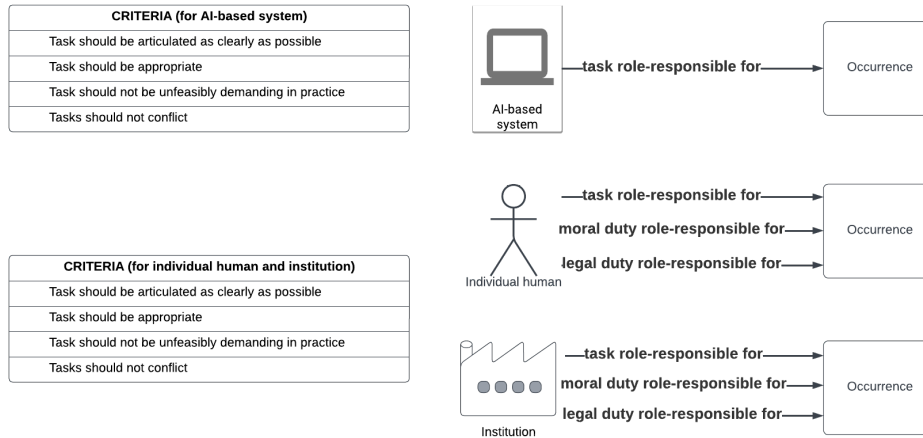 CRITERIA (for AI-based system)
Task should be articulated as clearly as possible
Task should be appropriate
Task should not be unfeasibly demanding in practice
Tasks should not conflict
AI-based
system
task role-responsible for
Occurrence
CRITERIA (for individual human and institution)
Task should be articulated as clearly as possible
Task should be appropriate
Task should not be unfeasibly demanding in practice
Tasks should not conflict
Individual human
task role-responsible for
moral duty role-responsible for
legal duty role-responsible for
Occurrence
Institution
task role-responsible for
moral duty role-responsible for
legal duty role-responsible for
Occurrence